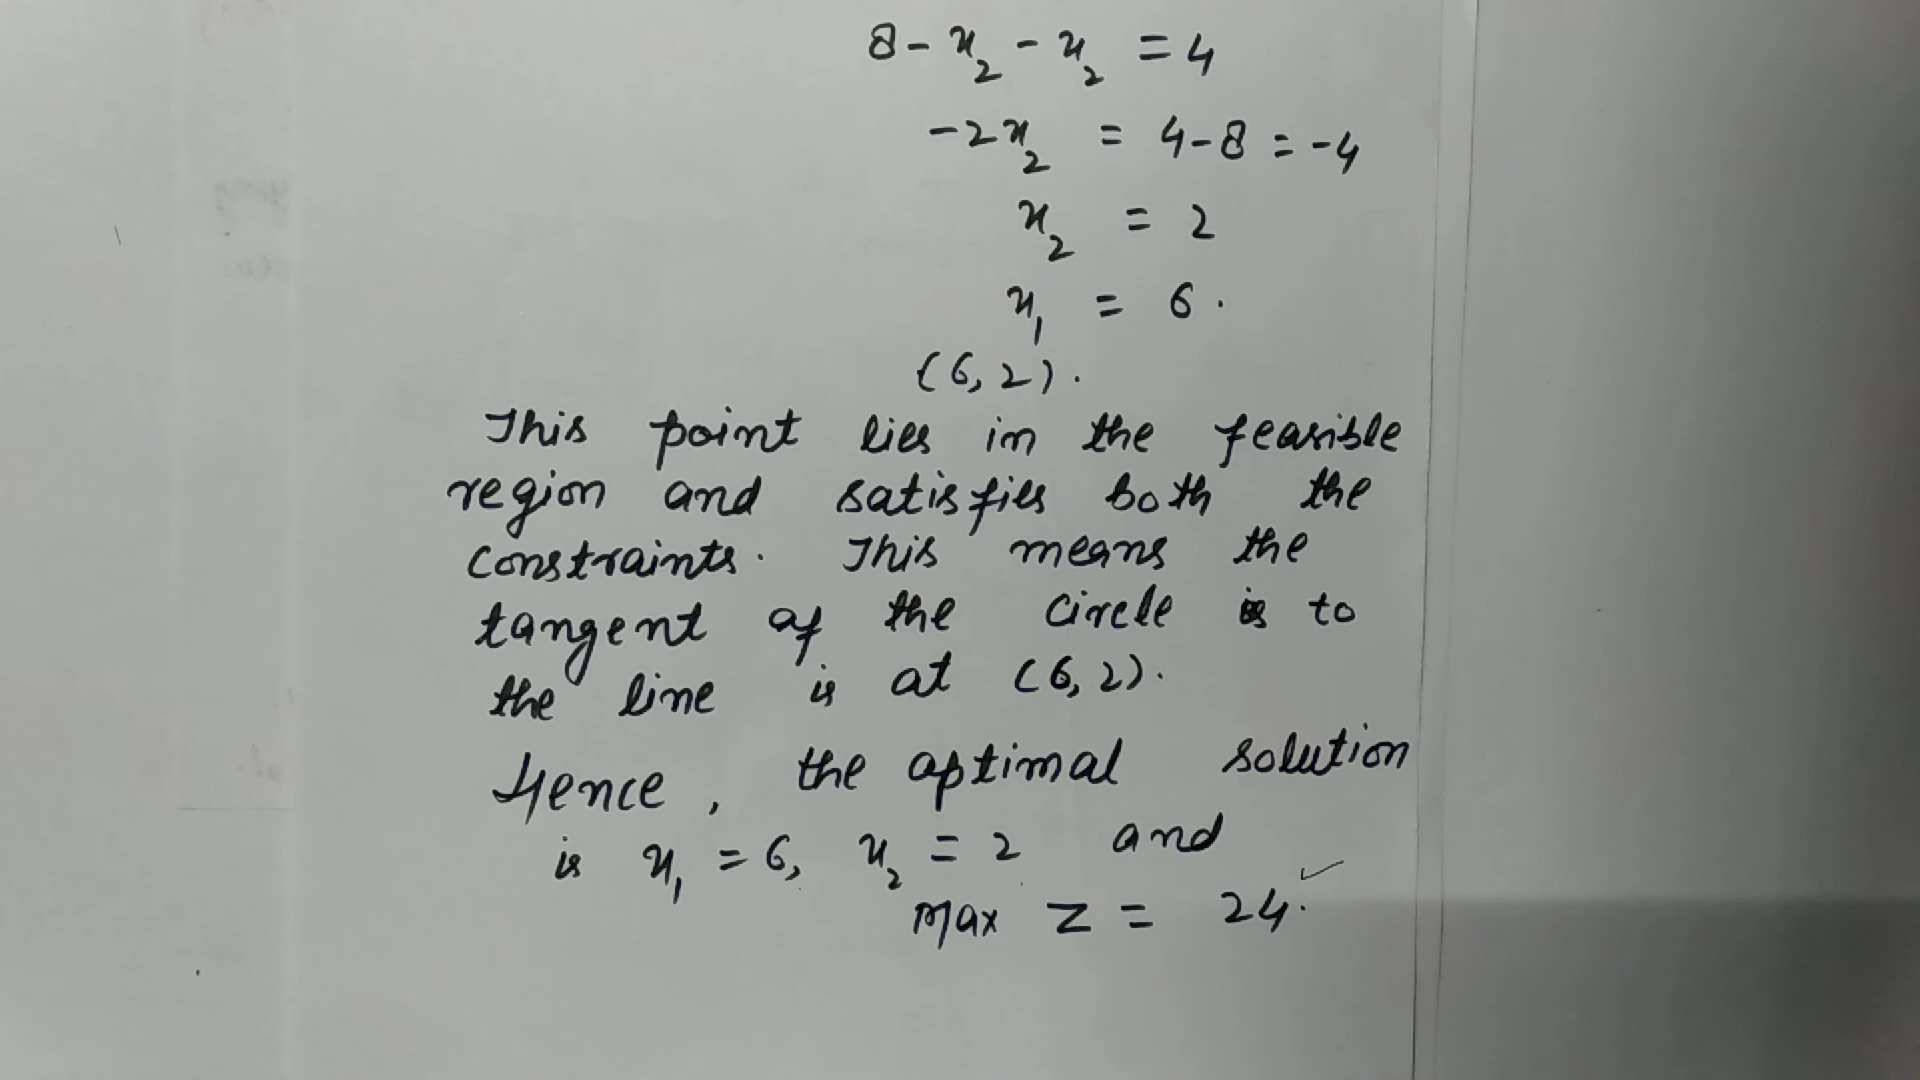 8 - x₂ - x₂ = 4
-2x₂ = 4-8 = -4
x₂ = 2
x₁ = 6.
(6,2).
This point lies in the feasible
region and satisfies both the
constraints. This means the
tangent of the circle to
the line is at (6,2).
Hence, the optimal solution
is x₁ = 6, x₂ = 2 and
Max Z = 24.